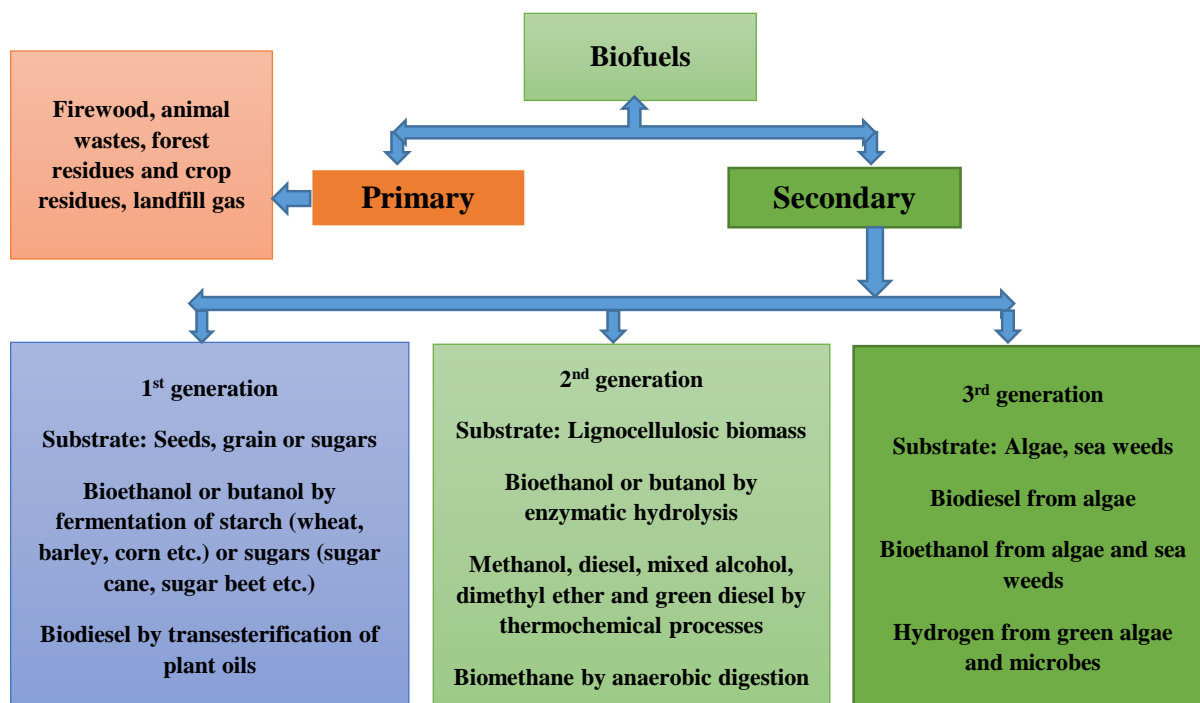 Biofuels
Firewood, animal
wastes, forest
residues and crop
residues, landfill gas
Primary
Secondary
1st generation
Substrate: Seeds, grain or sugars
Bioethanol or butanol by
fermentation of starch (wheat,
barley, corn etc.) or sugars (sugar
cane, sugar beet etc.)
Biodiesel by transesterification of
plant oils
2nd generation
Substrate: Lignocellulosic biomass
Bioethanol or butanol by
enzymatic hydrolysis
Methanol, diesel, mixed alcohol,
dimethyl ether and green diesel by
thermochemical processes
Biomethane by anaerobic digestion
3rd generation
Substrate: Algae, sea weeds
Biodiesel from algae
Bioethanol from algae and sea
weeds
Hydrogen from green algae
and microbes